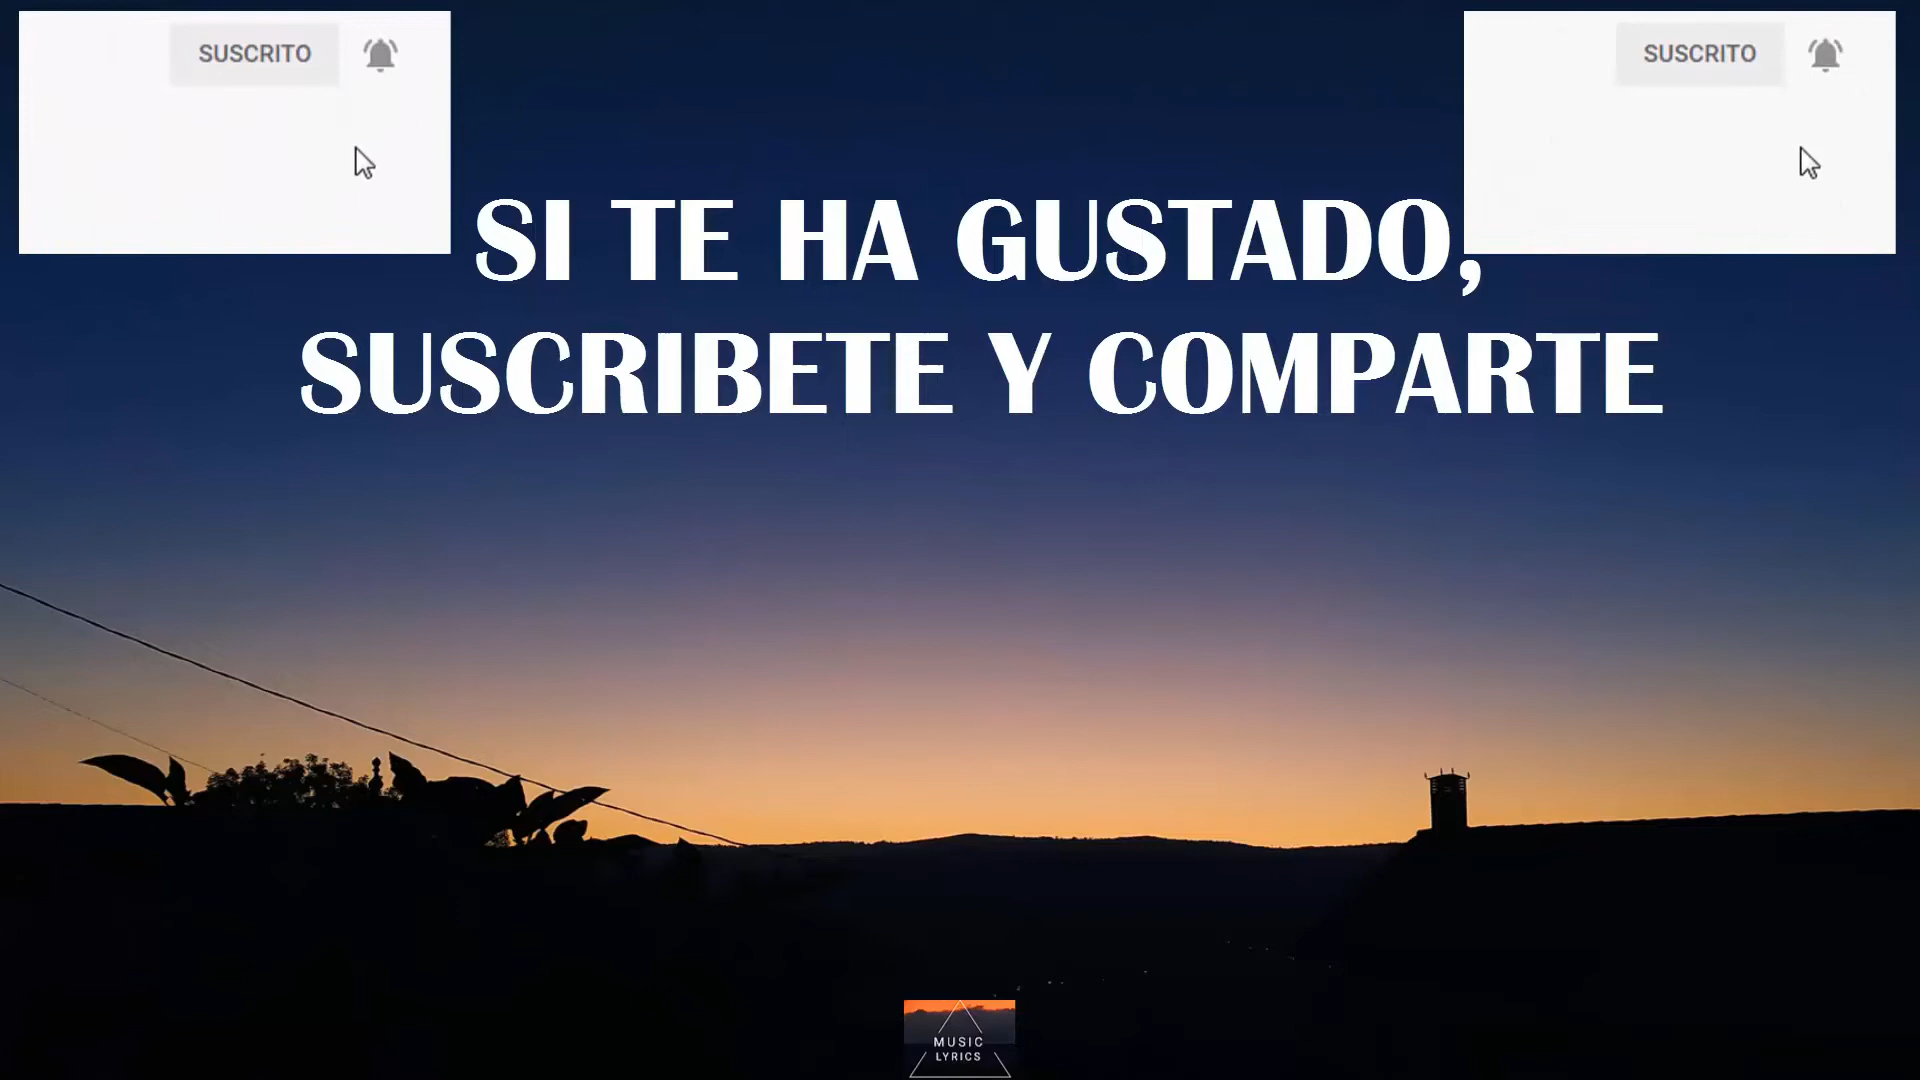 SUSCRITO
SUSCRITO
SI TE HA GUSTADO,
SUSCRIBETE Y COMPARTE
MUSIC
LYRICS